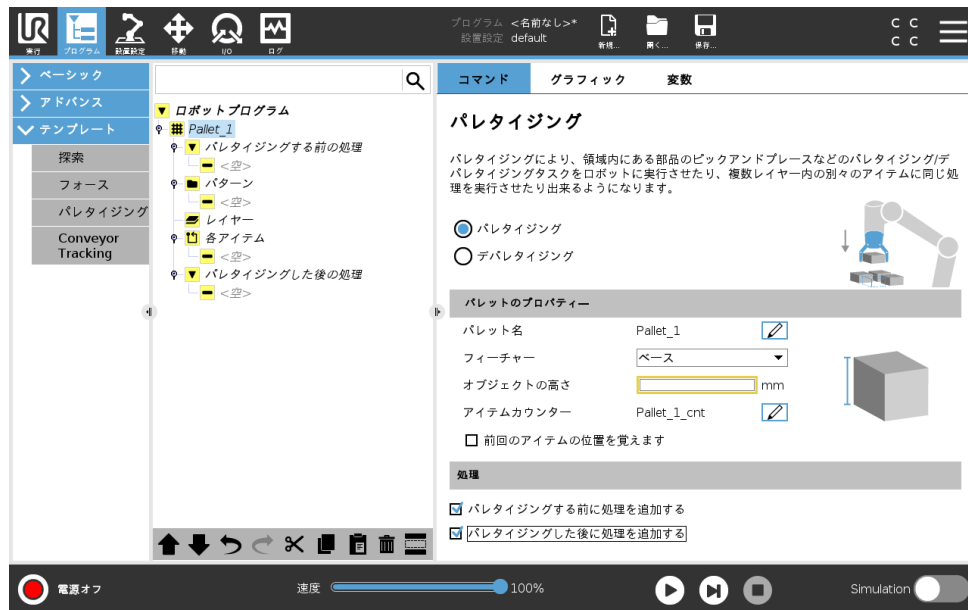 UR
プログラム <名前なし>*
設置設定 default
実行
プログラム
設置設定
移動
I/O
ログ
新規...
開く...
保存...
C C
C C
ベーシック
アドバンス
テンプレート
探索
フォース
パレタイジング
Conveyor
Tracking
ロボットプログラム
Pallet_1
パレタイジングする前の処理
<空>
パターン
<空>
レイヤー
各アイテム
<空>
パレタイジングした後の処理
<空>
コマンド
グラフィック
変数
パレタイジング
パレタイジングにより、領域内にある部品のピックアンドプレースなどのパレタイジング/デ
パレタイジングタスクをロボットに実行させたり、複数レイヤー内の別々のアイテムに同じ処
理を実行させたり出来るようになります。
パレタイジング
デパレタイジング
パレットのプロパティー
パレット名 Pallet_1
フィーチャー ベース
オブジェクトの高さ mm
アイテムカウンター Pallet_1_cnt
前回のアイテムの位置を覚えます
処理
パレタイジングする前に処理を追加する
パレタイジングした後に処理を追加する
電源オフ
速度 100%
Simulation